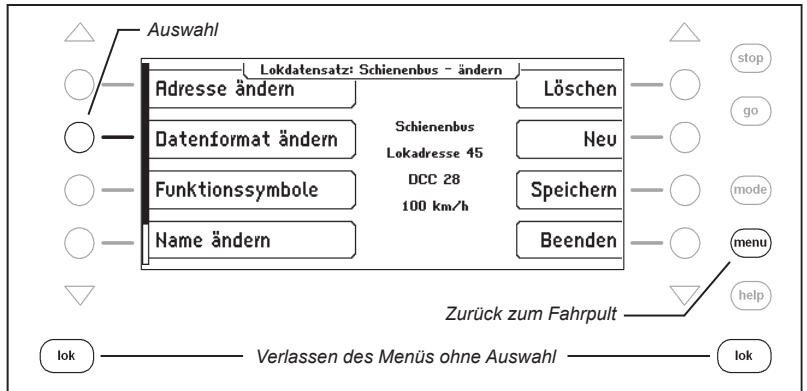 Auswahl
stop
Lokdatensatz: Schienenbus - ändern
Adresse ändern
Löschen
go
Datenformat ändern
Schienenbus
Neu
Lokadresse 45
Funktionssymbole
DCC 28
Speichern
mode
100 km/h
Name ändern
Beenden
menu
help
Zurück zum Fahrpult
lok
Verlassen des Menüs ohne Auswahl
lok